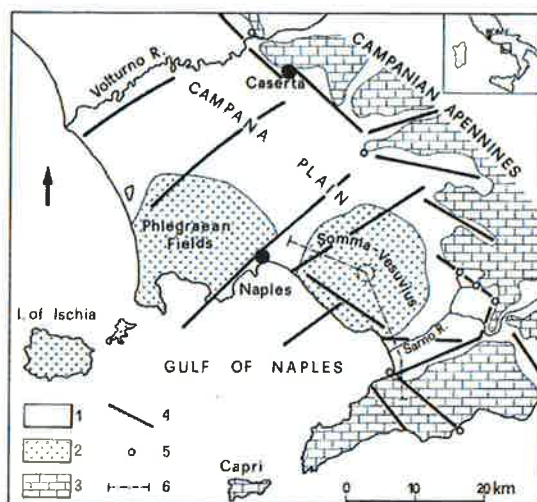 ROME
Volturno R.
Caserta
CAMPANIAN APENNINES
CAMPANA PLAIN
Phlegraean
Fields
Somma-Vesuvius
Naples
I. of Ischia
Sarno R.
GULF OF NAPLES
1 4
2 5
3 6
Capri
0 10 20 km